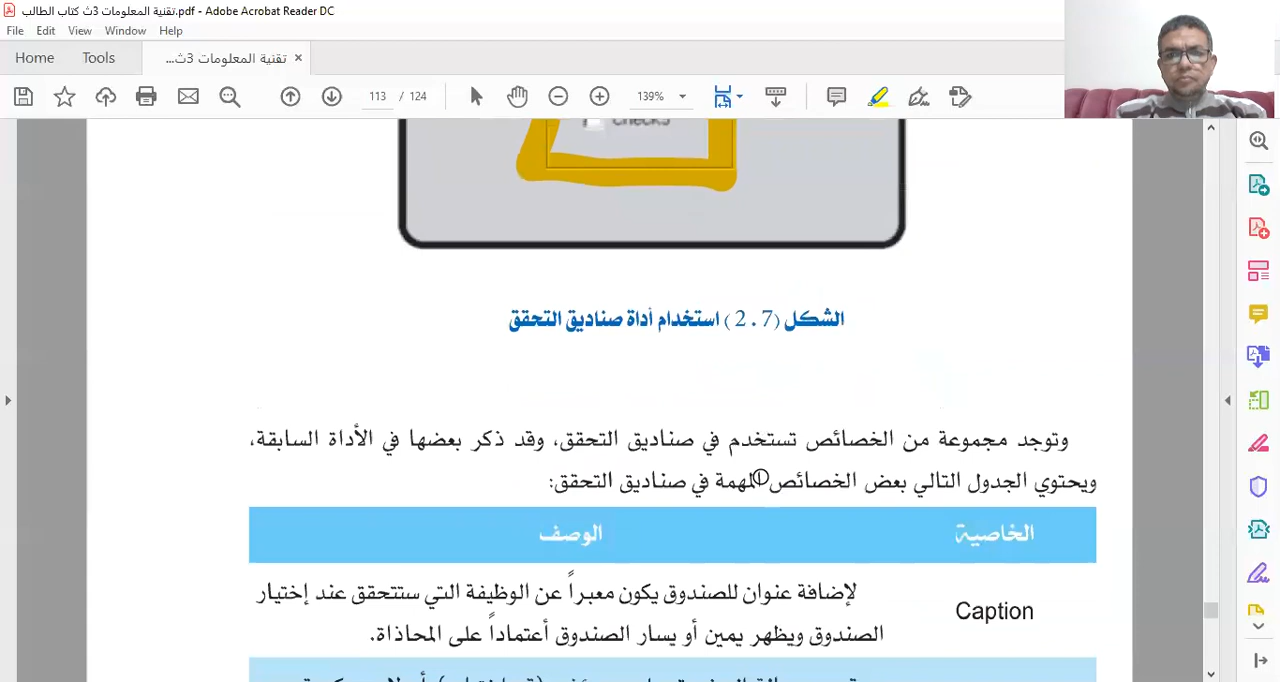 تقنية المعلومات 3ث كتاب الطالب.pdf - Adobe Acrobat Reader DC
File Edit View Window Help
Home Tools تقنية المعلومات 3ث... ×
113 / 124 139%
checks
الشكل (2.7) استخدام أداة صناديق التحقق
وتوجد مجموعة من الخصائص تستخدم في صناديق التحقق، وقد ذكر بعضها في الأداة السابقة،
ويحتوي الجدول التالي بعض الخصائص المهمة في صناديق التحقق:
الخاصية الوصف
لإضافة عنوان للصندوق يكون معبراً عن الوظيفة التي ستتحقق عند إختيار
Caption
الصندوق ويظهر يمين أو يسار الصندوق أعتماداً على المحاذاة.